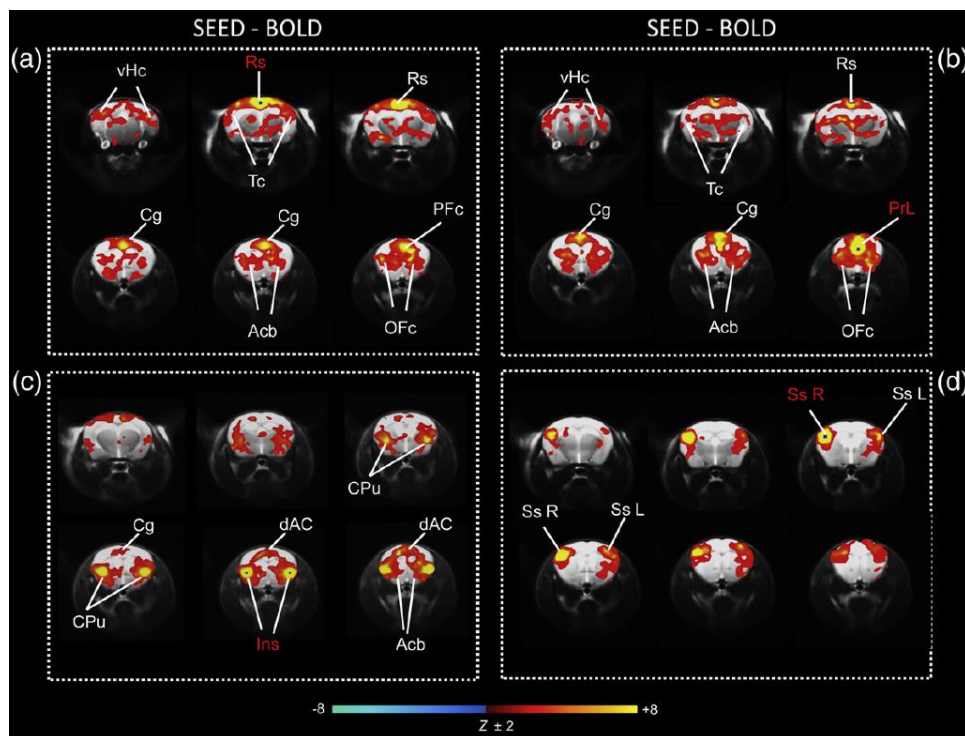 SEED - BOLD
SEED - BOLD
(a)
vHc
Rs
Rs
Tc
Cg
Cg
PFc
Acb
OFc
(b)
vHc
Rs
Tc
Cg
Cg
PrL
Acb
OFc
(c)
CPu
Cg
dAC
dAC
CPu
Ins
Acb
(d)
Ss R
Ss L
Ss R
Ss L
-8
+8
Z ± 2